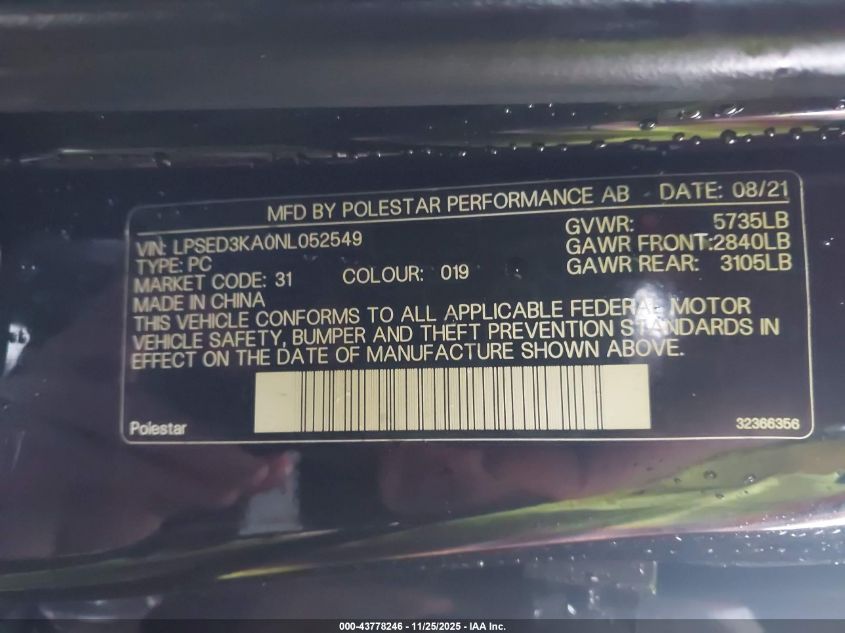 MFD BY POLESTAR PERFORMANCE AB DATE: 08/21
VIN: LPSED3KA0NL052549 GVWR: 5735LB
TYPE: PC GAWR FRONT:2840LB
MARKET CODE: 31 COLOUR: 019 GAWR REAR: 3105LB
MADE IN CHINA
THIS VEHICLE CONFORMS TO ALL APPLICABLE FEDERAL MOTOR
VEHICLE SAFETY, BUMPER AND THEFT PREVENTION STANDARDS IN
EFFECT ON THE DATE OF MANUFACTURE SHOWN ABOVE.
Polestar 32366356
000-43778246 - 11/25/2025 - IAA Inc.